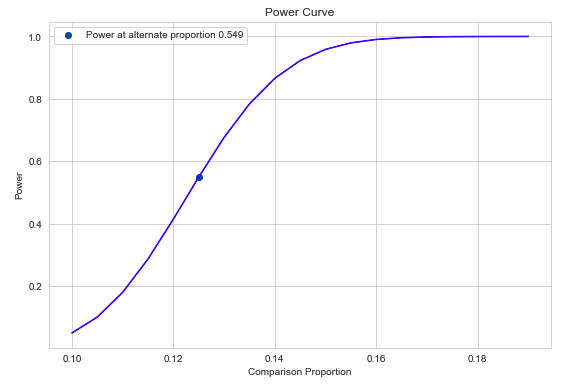 Power Curve
Power at alternate proportion 0.549
1.0
0.8
0.6
0.4
0.2
Power
0.10 0.12 0.14 0.16 0.18
Comparison Proportion